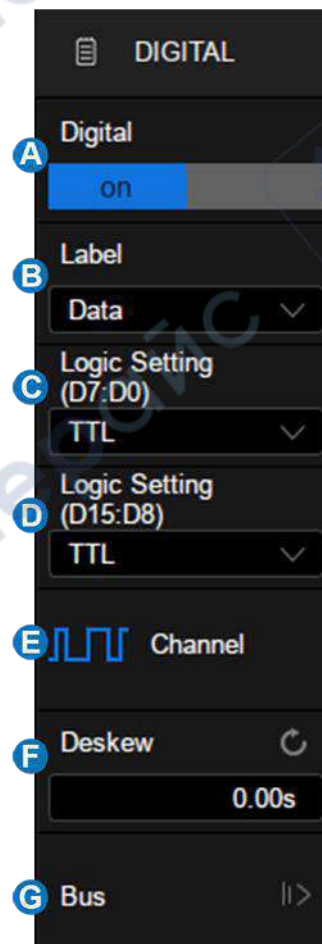 DIGITAL
A
Digital
on
B
Label
Data
C
Logic Setting
(D7:D0)
TTL
D
Logic Setting
(D15:D8)
TTL
E
Channel
F
Deskew
0.00s
G
Bus